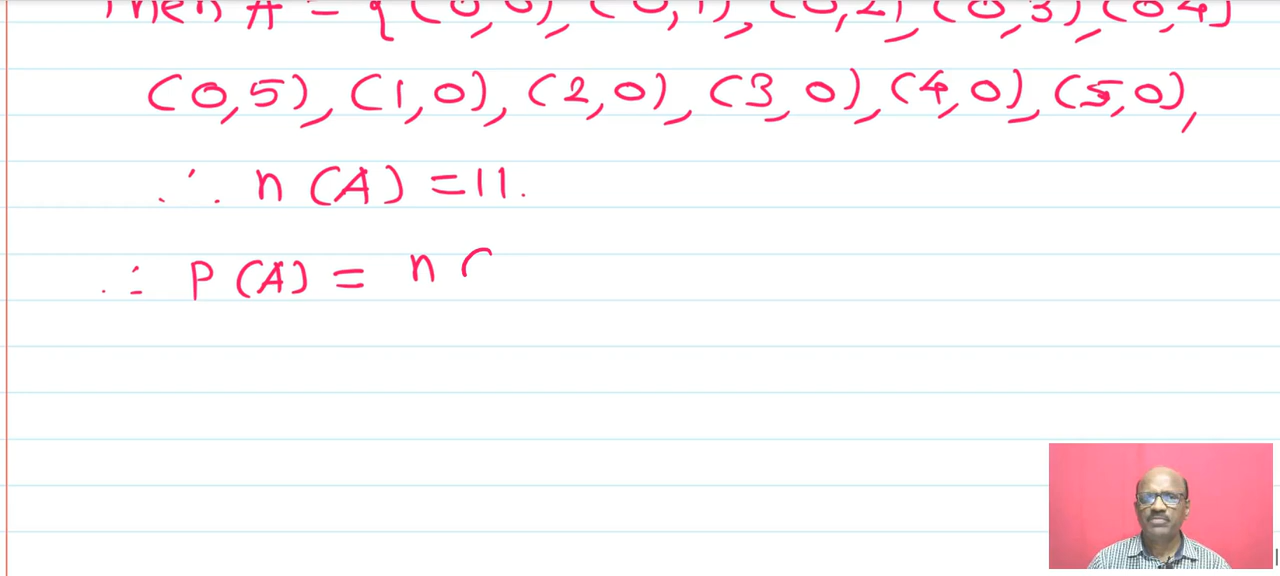 Then A = {(0,0), (0,1), (0,2), (0,3), (0,4)
(0,5), (1,0), (2,0), (3,0), (4,0), (5,0),
∴ n (A) = 11.
∴ P (A) = n (